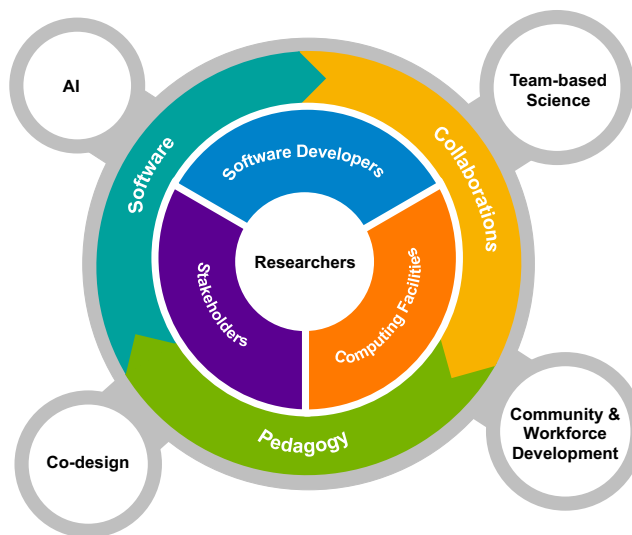 AI
Team-based
Science
Software
Collaborations
Software Developers
Researchers
Stakeholders
Computing Facilities
Pedagogy
Co-design
Community &
Workforce
Development